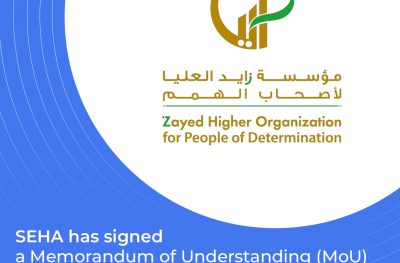 مؤسسة زايد العليا
لأصحاب الهمم
Zayed Higher Organization
for People of Determination
SEHA has signed
a Memorandum of Understanding (MoU)